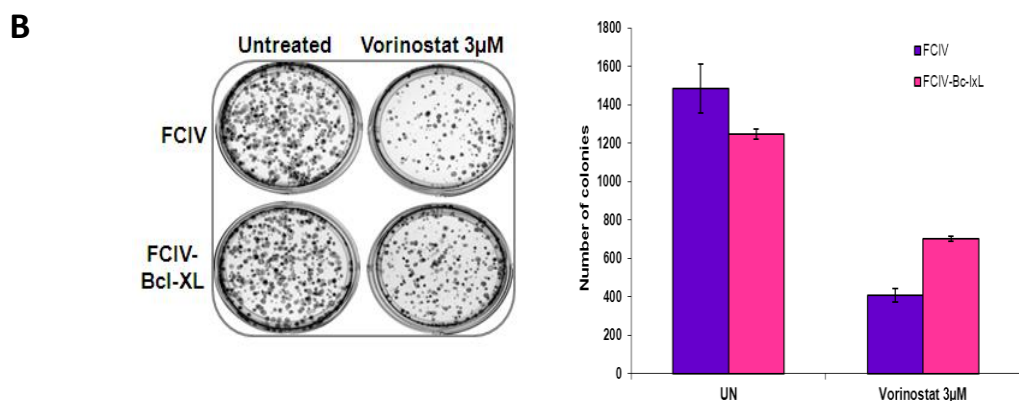 B
Untreated Vorinostat 3µM
FCIV
FCIV-
Bcl-XL
Number of colonies
1800
1600
1400
1200
1000
800
600
400
200
0
FCIV
FCIV-Bc-lxL
UN
Vorinostat 3µM